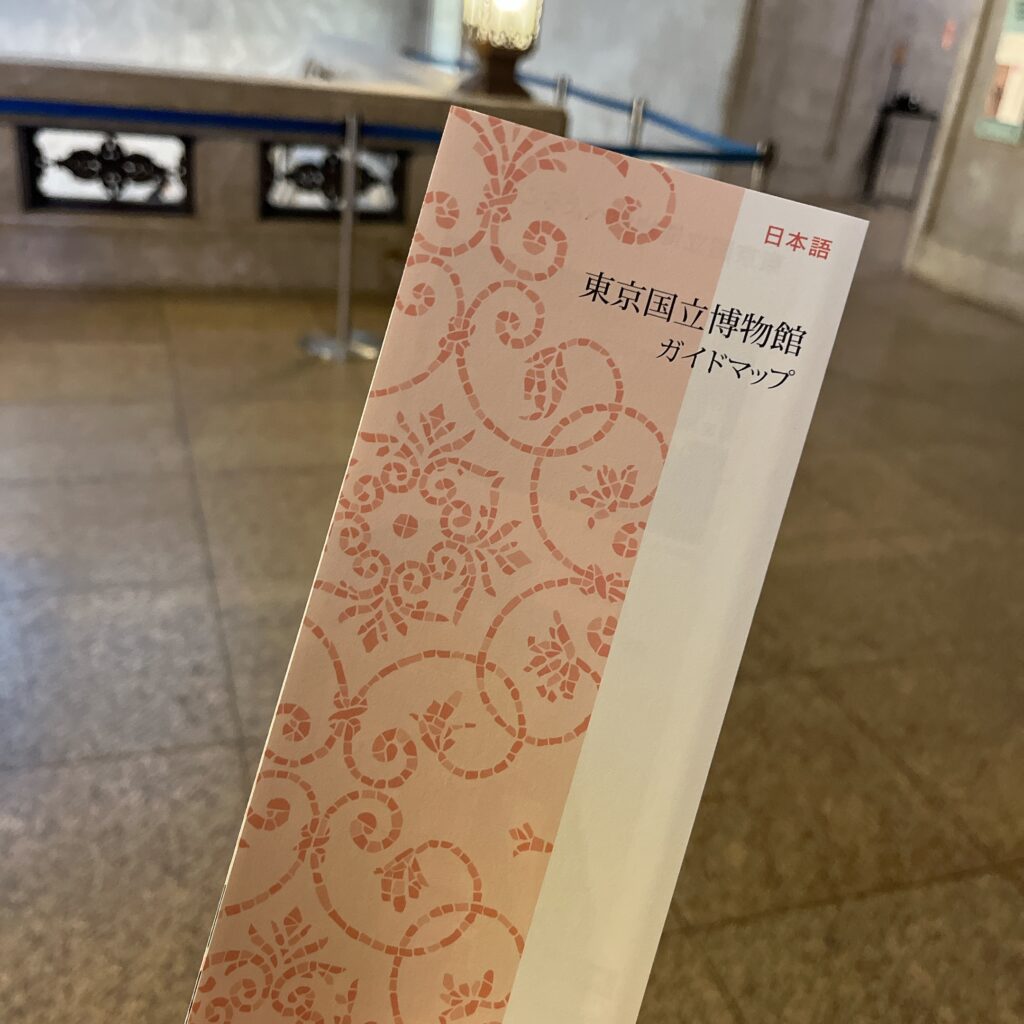 日本語
東京国立博物館
ガイドマップ